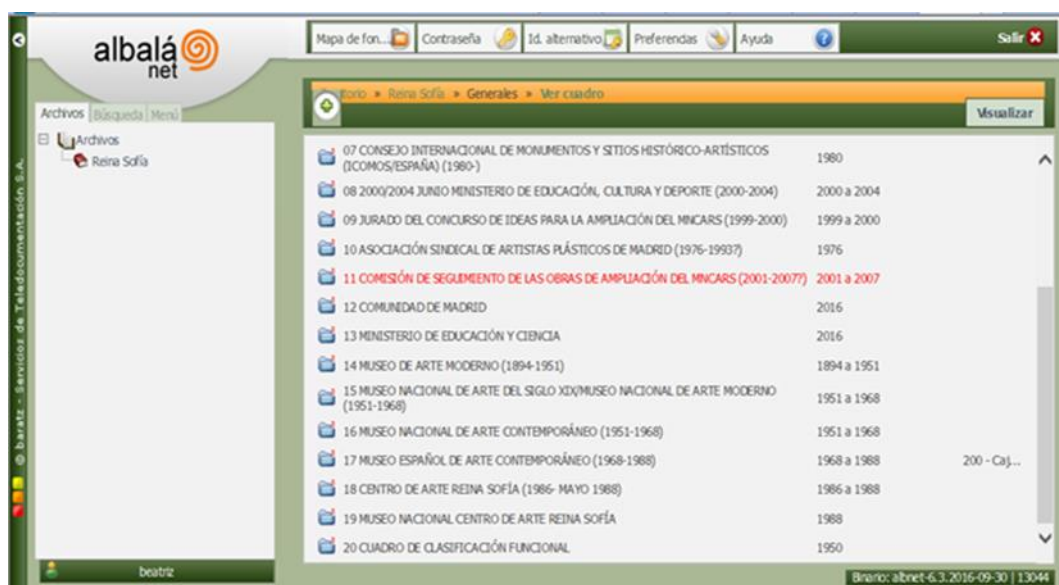 albalá
net
Mapa de fon... Contraseña Id. alternativo Preferencias Ayuda Salir
Archivos Búsqueda Menú
» Reina Sofía » Generales » Ver cuadro
Visualizar
Archivos
Reina Sofía
07 CONSEJO INTERNACIONAL DE MONUMENTOS Y SITIOS HISTÓRICO-ARTÍSTICOS
(ICOMOS/ESPAÑA) (1980-) 1980
08 2000/2004 JUNIO MINISTERIO DE EDUCACIÓN, CULTURA Y DEPORTE (2000-2004) 2000 a 2004
09 JURADO DEL CONCURSO DE IDEAS PARA LA AMPLIACIÓN DEL MNCARS (1999-2000) 1999 a 2000
10 ASOCIACIÓN SINDICAL DE ARTISTAS PLÁSTICOS DE MADRID (1976-1993?) 1976
11 COMISIÓN DE SEGUIMIENTO DE LAS OBRAS DE AMPLIACIÓN DEL MNCARS (2001-2007?) 2001 a 2007
12 COMUNIDAD DE MADRID 2016
13 MINISTERIO DE EDUCACIÓN Y CIENCIA 2016
14 MUSEO DE ARTE MODERNO (1894-1951) 1894 a 1951
15 MUSEO NACIONAL DE ARTE DEL SIGLO XIX/MUSEO NACIONAL DE ARTE MODERNO
(1951-1968) 1951 a 1968
16 MUSEO NACIONAL DE ARTE CONTEMPORÁNEO (1951-1968) 1951 a 1968
17 MUSEO ESPAÑOL DE ARTE CONTEMPORÁNEO (1968-1988) 1968 a 1988 200 - Caj...
18 CENTRO DE ARTE REINA SOFÍA (1986- MAYO 1988) 1986 a 1988
19 MUSEO NACIONAL CENTRO DE ARTE REINA SOFÍA 1988
20 CUADRO DE CLASIFICACIÓN FUNCIONAL 1950
© baratz - Servicios de Teledocumentación S.A.
beatriz
Binario: albnet-6.3.2016-09-30 | 13044